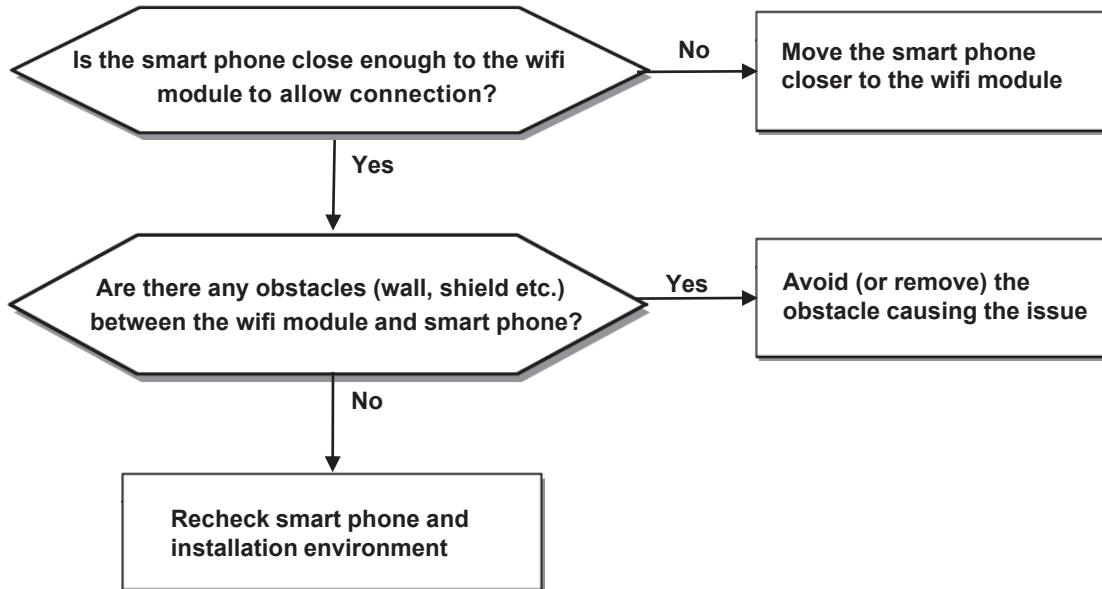 Is the smart phone close enough to the wifi
module to allow connection?
No
Move the smart phone
closer to the wifi module
Yes
Are there any obstacles (wall, shield etc.)
between the wifi module and smart phone?
Yes
Avoid (or remove) the
obstacle causing the issue
No
Recheck smart phone and
installation environment